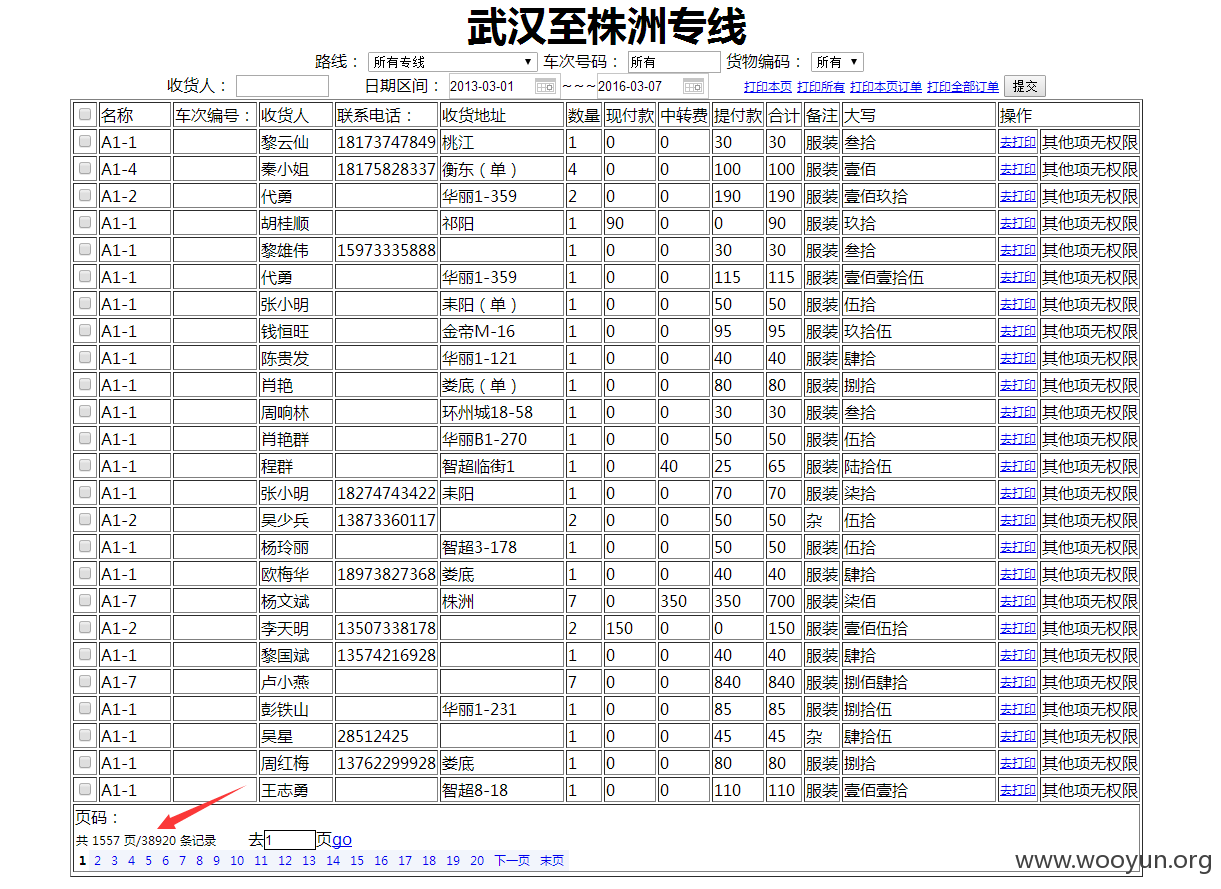 武汉至株洲专线
路线： 所有专线 车次号码： 所有 货物编码： 所有
收货人： 日期区间： 2013-03-01 ~~~ 2016-03-07 打印本页 打印所有 打印本页订单 打印全部订单 提交
名称 车次编号： 收货人 联系电话： 收货地址 数量 现付款 中转费 提付款 合计 备注 大写 操作
A1-1 黎云仙 18173747849 桃江 1 0 0 30 30 服装 叁拾 去打印 其他项无权限
A1-4 秦小姐 18175828337 衡东（单） 4 0 0 100 100 服装 壹佰 去打印 其他项无权限
A1-2 代勇 华丽1-359 2 0 0 190 190 服装 壹佰玖拾 去打印 其他项无权限
A1-1 胡桂顺 祁阳 1 90 0 0 90 服装 玖拾 去打印 其他项无权限
A1-1 黎雄伟 15973335888 1 0 0 30 30 服装 叁拾 去打印 其他项无权限
A1-1 代勇 华丽1-359 1 0 0 115 115 服装 壹佰壹拾伍 去打印 其他项无权限
A1-1 张小明 耒阳（单） 1 0 0 50 50 服装 伍拾 去打印 其他项无权限
A1-1 钱恒旺 金帝M-16 1 0 0 95 95 服装 玖拾伍 去打印 其他项无权限
A1-1 陈贵发 华丽1-121 1 0 0 40 40 服装 肆拾 去打印 其他项无权限
A1-1 肖艳 娄底（单） 1 0 0 80 80 服装 捌拾 去打印 其他项无权限
A1-1 周响林 环州城18-58 1 0 0 30 30 服装 叁拾 去打印 其他项无权限
A1-1 肖艳群 华丽B1-270 1 0 0 50 50 服装 伍拾 去打印 其他项无权限
A1-1 程群 智超临街1 1 0 40 25 65 服装 陆拾伍 去打印 其他项无权限
A1-1 张小明 18274743422 耒阳 1 0 0 70 70 服装 柒拾 去打印 其他项无权限
A1-2 吴少兵 13873360117 2 0 0 50 50 杂 伍拾 去打印 其他项无权限
A1-1 杨玲丽 智超3-178 1 0 0 50 50 服装 伍拾 去打印 其他项无权限
A1-1 欧梅华 18973827368 娄底 1 0 0 40 40 服装 肆拾 去打印 其他项无权限
A1-7 杨文斌 株洲 7 0 350 350 700 服装 柒佰 去打印 其他项无权限
A1-2 李天明 13507338178 2 150 0 0 150 服装 壹佰伍拾 去打印 其他项无权限
A1-1 黎国斌 13574216928 1 0 0 40 40 服装 肆拾 去打印 其他项无权限
A1-7 卢小燕 7 0 0 840 840 服装 捌佰肆拾 去打印 其他项无权限
A1-1 彭铁山 华丽1-231 1 0 0 85 85 服装 捌拾伍 去打印 其他项无权限
A1-1 吴星 28512425 1 0 0 45 45 杂 肆拾伍 去打印 其他项无权限
A1-1 周红梅 13762299928 娄底 1 0 0 80 80 服装 捌拾 去打印 其他项无权限
A1-1 王志勇 智超8-18 1 0 0 110 110 服装 壹佰壹拾 去打印 其他项无权限
页码：
共 1557 页/38920 条记录 去1页go
1 2 3 4 5 6 7 8 9 10 11 12 13 14 15 16 17 18 19 20 下一页 末页
www.wooyun.org